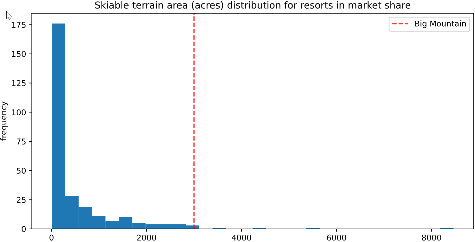 Skiable terrain area (acres) distribution for resorts in market share
Big Mountain
frequency
175
150
125
100
75
50
25
0
0 2000 4000 6000 8000